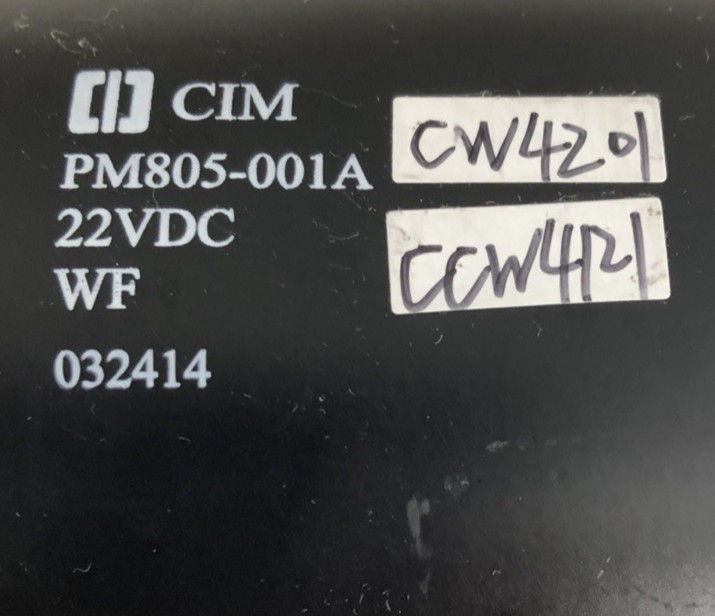 CIM
PM805-001A
22VDC
WF
032414
CW4201
CCW4121